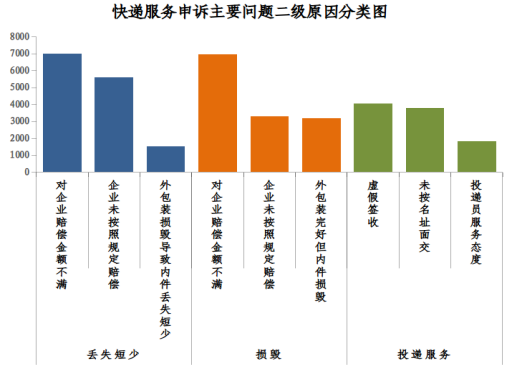 快递服务申诉主要问题二级原因分类图
8000
7000
6000
5000
4000
3000
2000
1000
0
对企业赔偿金额不满
企业未按照规定赔偿
外包装损毁导致内件丢失短少
对企业赔偿金额不满
企业未按照规定赔偿
外包装完好但内件损毁
虚假签收
未按名址面交
投递员服务态度
丢失短少
损毁
投递服务